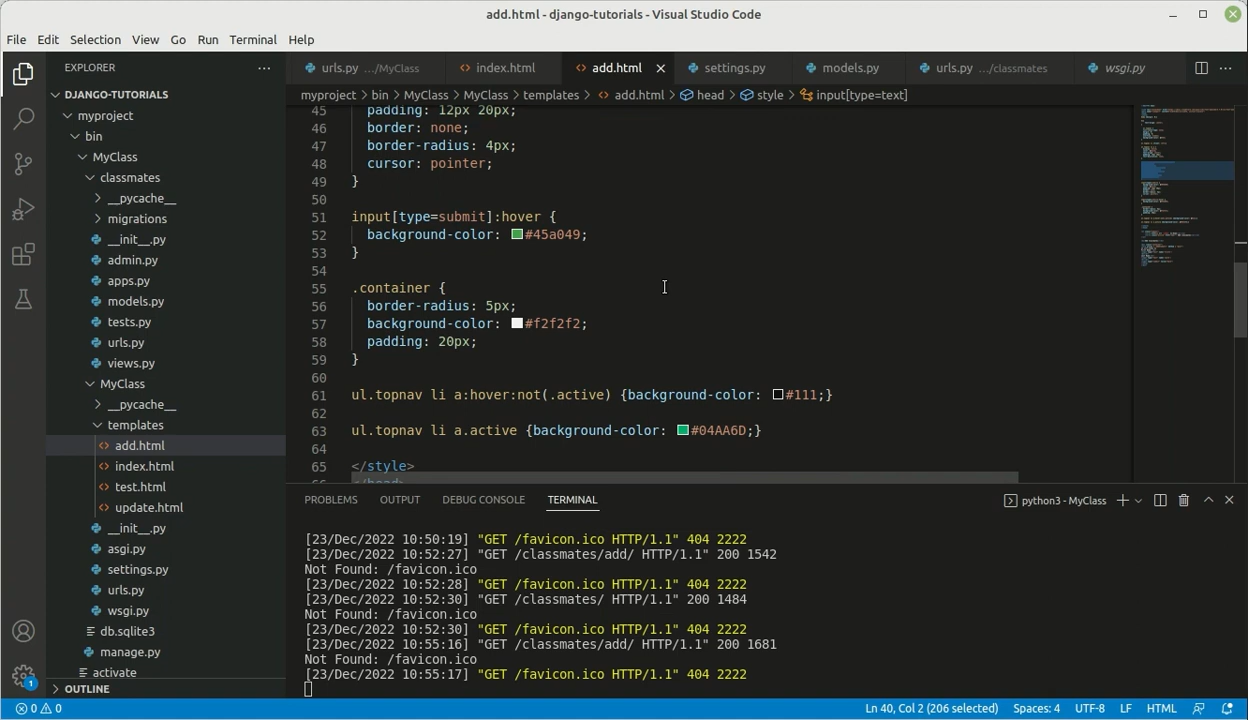 add.html - django-tutorials - Visual Studio Code
File Edit Selection View Go Run Terminal Help
EXPLORER
urls.py .../MyClass
index.html
add.html
settings.py
models.py
urls.py .../classmates
wsgi.py
myproject > bin > MyClass > MyClass > templates > add.html > head > style > input[type=text]
DJANGO-TUTORIALS
myproject
bin
MyClass
classmates
__pycache__
migrations
__init__.py
admin.py
apps.py
models.py
tests.py
urls.py
views.py
MyClass
__pycache__
templates
add.html
index.html
test.html
update.html
__init__.py
asgi.py
settings.py
urls.py
wsgi.py
db.sqlite3
manage.py
activate
OUTLINE
45 padding: 12px 20px;
46 border: none;
47 border-radius: 4px;
48 cursor: pointer;
49 }
50
51 input[type=submit]:hover {
52 background-color: #45a049;
53 }
54
55 .container {
56 border-radius: 5px;
57 background-color: #f2f2f2;
58 padding: 20px;
59 }
60
61 ul.topnav li a:hover:not(.active) {background-color: #111;}
62
63 ul.topnav li a.active {background-color: #04AA6D;}
64
65 </style>
66 </head>
PROBLEMS OUTPUT DEBUG CONSOLE TERMINAL
python3 - MyClass
[23/Dec/2022 10:50:19] "GET /favicon.ico HTTP/1.1" 404 2222
[23/Dec/2022 10:52:27] "GET /classmates/add/ HTTP/1.1" 200 1542
Not Found: /favicon.ico
[23/Dec/2022 10:52:28] "GET /favicon.ico HTTP/1.1" 404 2222
[23/Dec/2022 10:52:30] "GET /classmates/ HTTP/1.1" 200 1484
Not Found: /favicon.ico
[23/Dec/2022 10:52:30] "GET /favicon.ico HTTP/1.1" 404 2222
[23/Dec/2022 10:55:16] "GET /classmates/add/ HTTP/1.1" 200 1681
Not Found: /favicon.ico
[23/Dec/2022 10:55:17] "GET /favicon.ico HTTP/1.1" 404 2222
1
0 0
Ln 40, Col 2 (206 selected) Spaces: 4 UTF-8 LF HTML